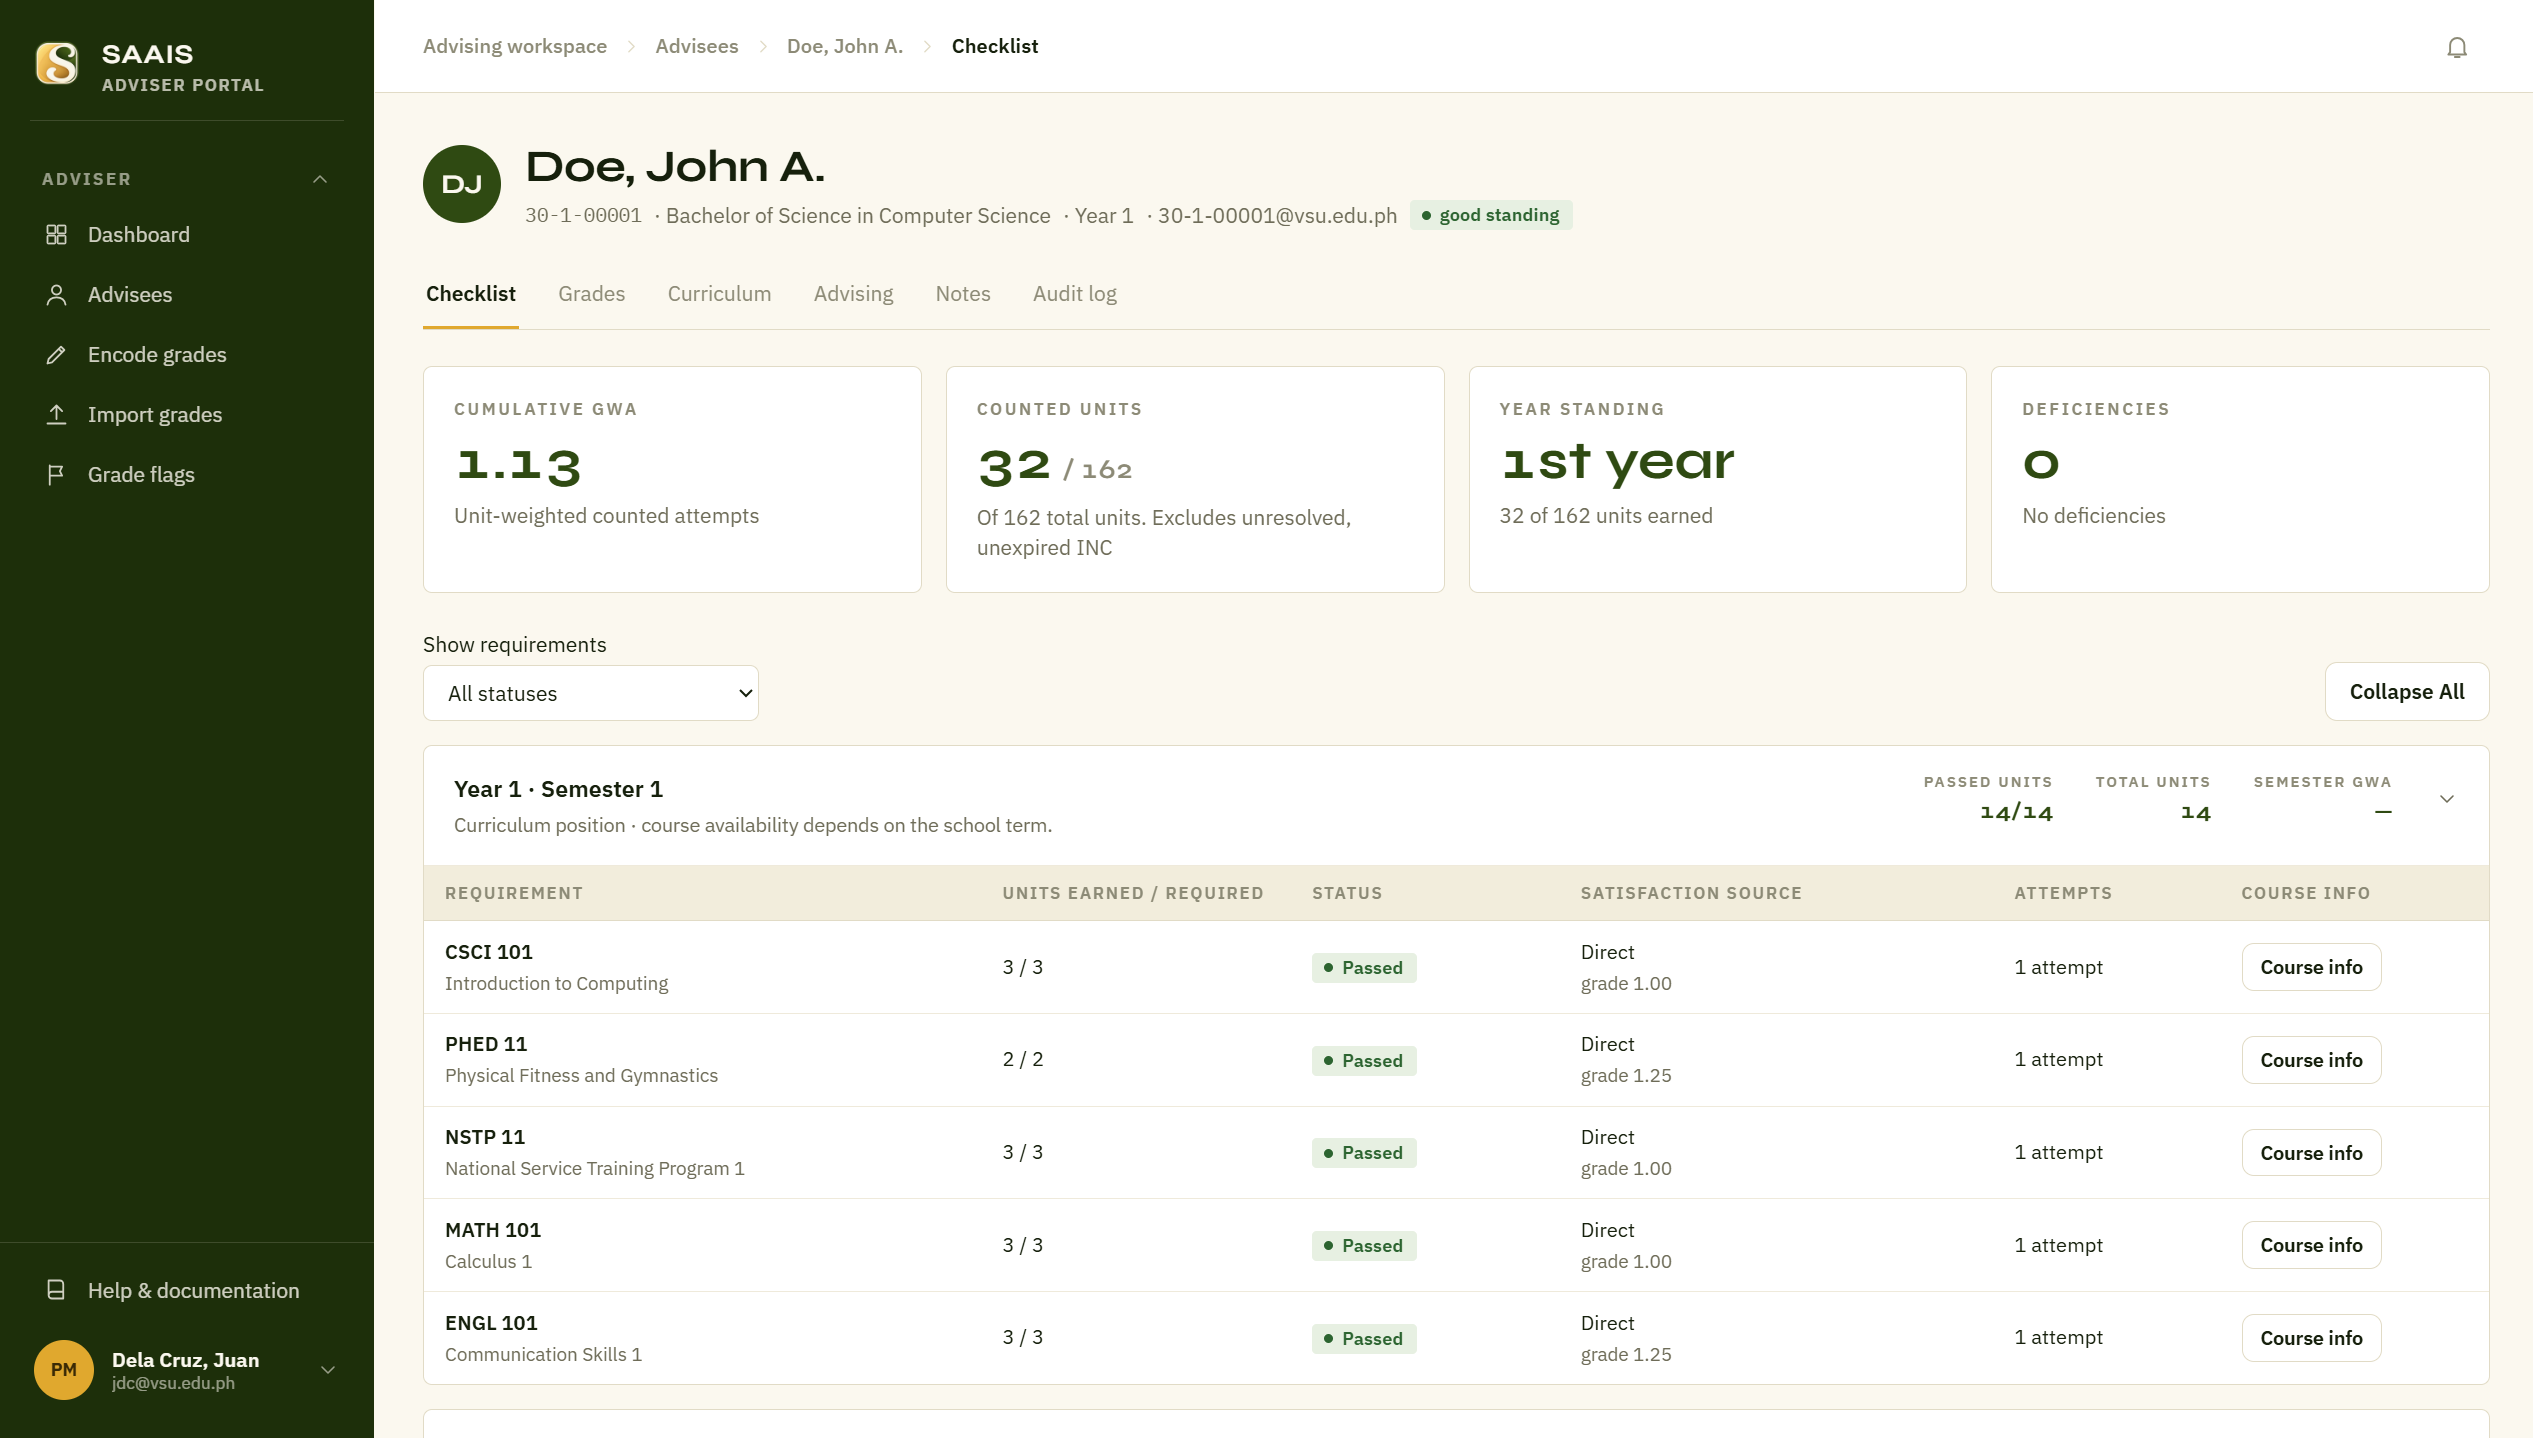 SAAIS
ADVISER PORTAL
ADVISER
Dashboard
Advisees
Encode grades
Import grades
Grade flags
Help & documentation
PM
Dela Cruz, Juan
jdc@vsu.edu.ph
Advising workspace > Advisees > Doe, John A. > Checklist
DJ
Doe, John A.
30-1-00001 · Bachelor of Science in Computer Science · Year 1 · 30-1-00001@vsu.edu.ph good standing
Checklist Grades Curriculum Advising Notes Audit log
CUMULATIVE GWA
1.13
Unit-weighted counted attempts
COUNTED UNITS
32 / 162
Of 162 total units. Excludes unresolved,
unexpired INC
YEAR STANDING
1st year
32 of 162 units earned
DEFICIENCIES
0
No deficiencies
Show requirements
All statuses
Collapse All
Year 1 · Semester 1
Curriculum position · course availability depends on the school term.
PASSED UNITS TOTAL UNITS SEMESTER GWA
14/14 14 —
REQUIREMENT UNITS EARNED / REQUIRED STATUS SATISFACTION SOURCE ATTEMPTS COURSE INFO
CSCI 101
Introduction to Computing
3 / 3
Passed
Direct
grade 1.00
1 attempt
Course info
PHED 11
Physical Fitness and Gymnastics
2 / 2
Passed
Direct
grade 1.25
1 attempt
Course info
NSTP 11
National Service Training Program 1
3 / 3
Passed
Direct
grade 1.00
1 attempt
Course info
MATH 101
Calculus 1
3 / 3
Passed
Direct
grade 1.00
1 attempt
Course info
ENGL 101
Communication Skills 1
3 / 3
Passed
Direct
grade 1.25
1 attempt
Course info